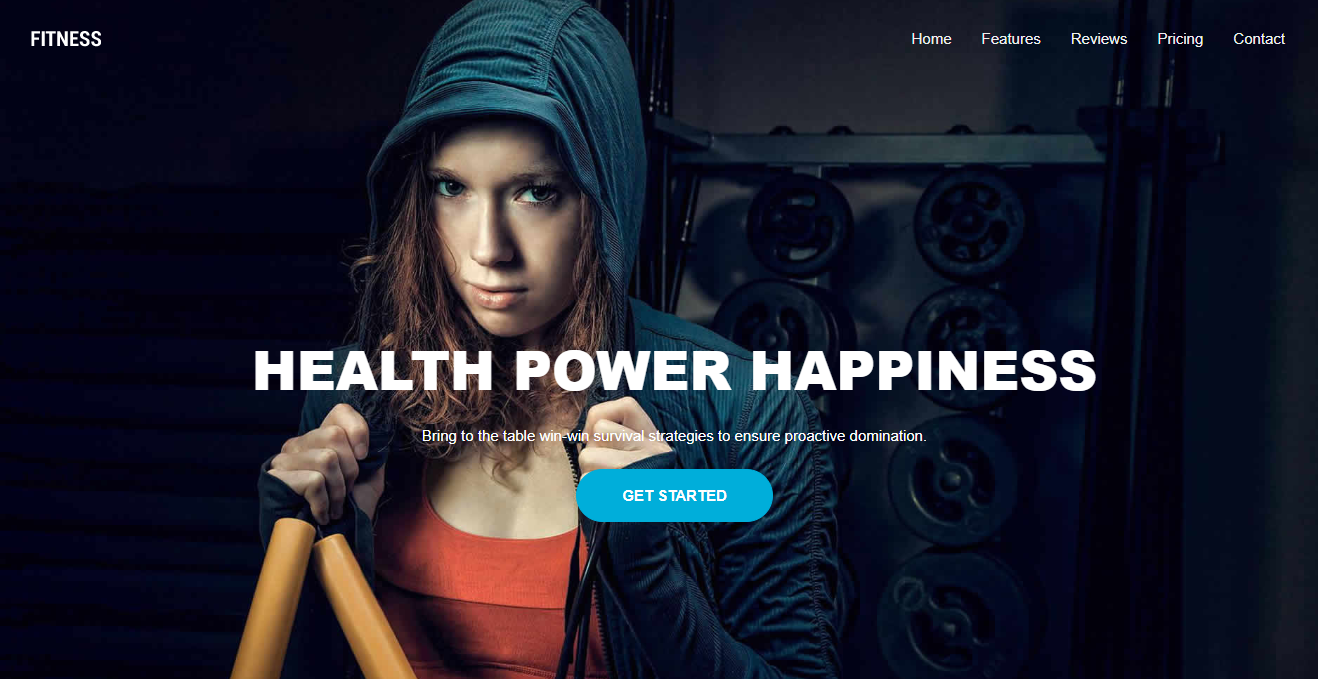 FITNESS
Home Features Reviews Pricing Contact
HEALTH POWER HAPPINESS
Bring to the table win-win survival strategies to ensure proactive domination.
GET STARTED